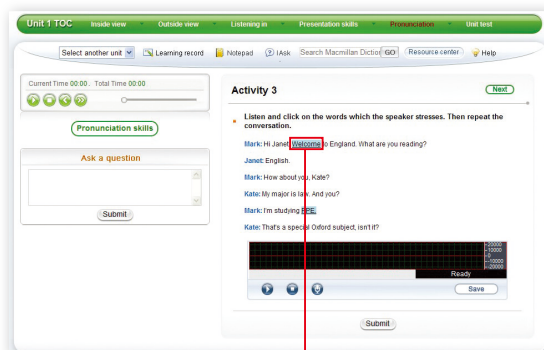 Unit 1 TOC Inside view Outside view Listening in Presentation skills Pronunciation Unit test
Select another unit Learning record Notepad IAsk Search Macmillan Diction GO Resource center Help
Current Time 00:00 . Total Time 00:00
Pronunciation skills
Ask a question
Submit
Activity 3 Next
Listen and click on the words which the speaker stresses. Then repeat the
conversation.
Mark: Hi Janet. Welcome to England. What are you reading?
Janet: English.
Mark: How about you, Kate?
Kate: My major is law. And you?
Mark: I'm studying PPE.
Kate: That's a special Oxford subject, isn't it?
20000
10000
0
-10000
-20000
Ready
Save
Submit